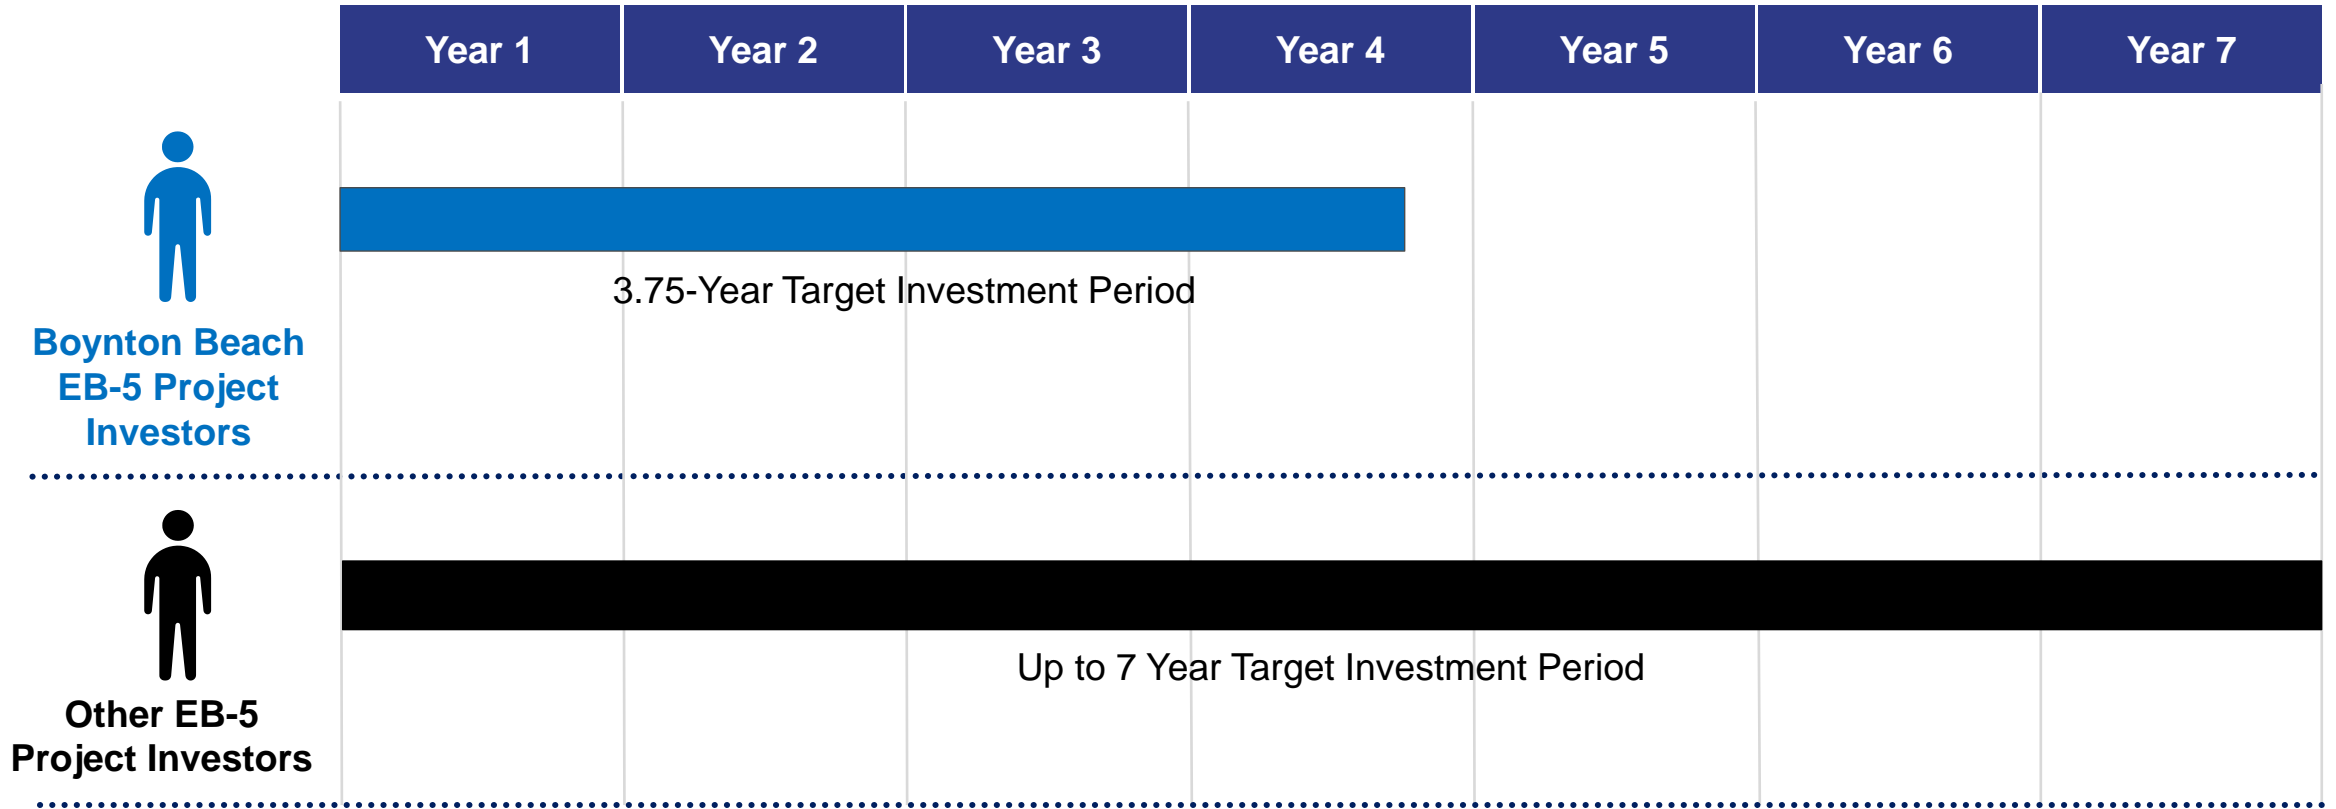 Year 1
Year 2
Year 3
Year 4
Year 5
Year 6
Year 7
3.75-Year Target Investment Period
Boynton Beach
EB-5 Project
Investors
Up to 7 Year Target Investment Period
Other EB-5
Project Investors